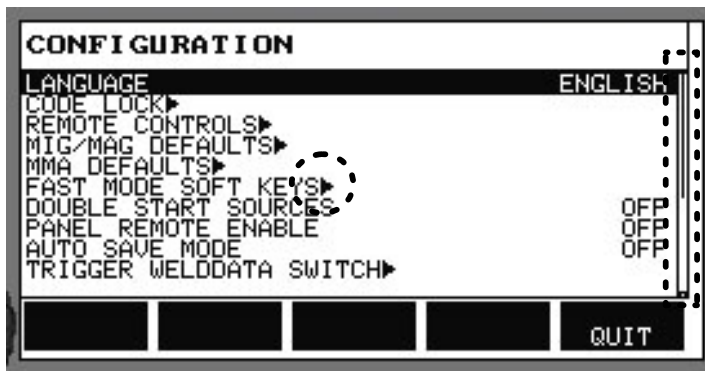 CONFIGURATION
LANGUAGE ENGLISH
CODE LOCK▶
REMOTE CONTROLS▶
MIG/MAG DEFAULTS▶
MMA DEFAULTS▶
FAST MODE SOFT KEYS▶
DOUBLE START SOURCES OFF
PANEL REMOTE ENABLE OFF
AUTO SAVE MODE OFF
TRIGGER WELDDATA SWITCH▶
QUIT